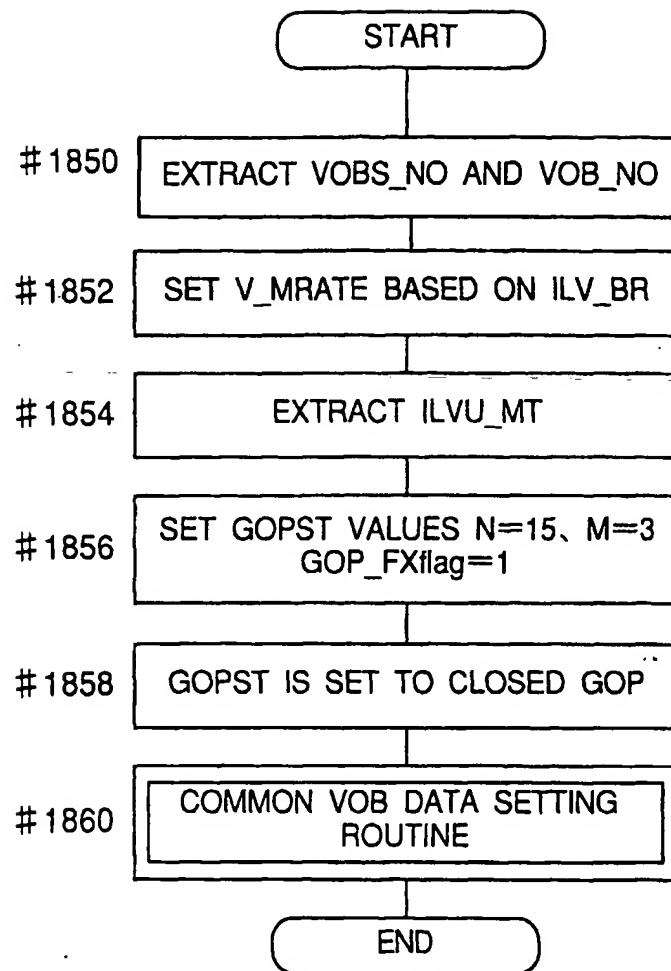 START
#1850 EXTRACT VOBS_NO AND VOB_NO
#1852 SET V_MRATE BASED ON ILV_BR
#1854 EXTRACT ILVU_MT
#1856 SET GOPST VALUES N=15、M=3
GOP_FXflag=1
#1858 GOPST IS SET TO CLOSED GOP
#1860 COMMON VOB DATA SETTING
ROUTINE
END